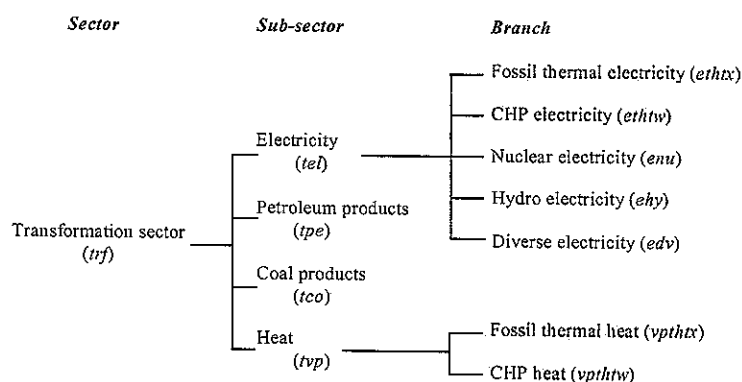 Sector Sub-sector Branch
Fossil thermal electricity (ethtx)
CHP electricity (ethtw)
Electricity
(tel)
Nuclear electricity (enu)
Hydro electricity (ehy)
Petroleum products
(tpe)
Diverse electricity (edv)
Transformation sector
(trf)
Coal products
(tco)
Heat
(tvp)
Fossil thermal heat (vpthtx)
CHP heat (vpthtw)